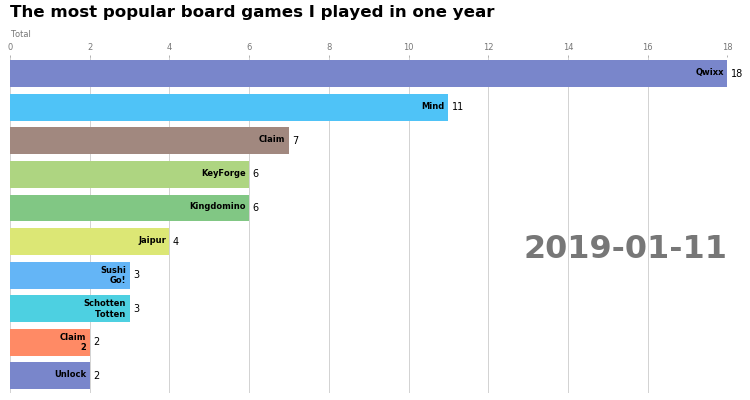 The most popular board games I played in one year
Total
0 2 4 6 8 10 12 14 16 18
Qwixx 18
Mind 11
Claim 7
KeyForge 6
Kingdomino 6
Jaipur 4
2019-01-11
Sushi
Go! 3
Schotten
Totten 3
Claim
2 2
Unlock 2